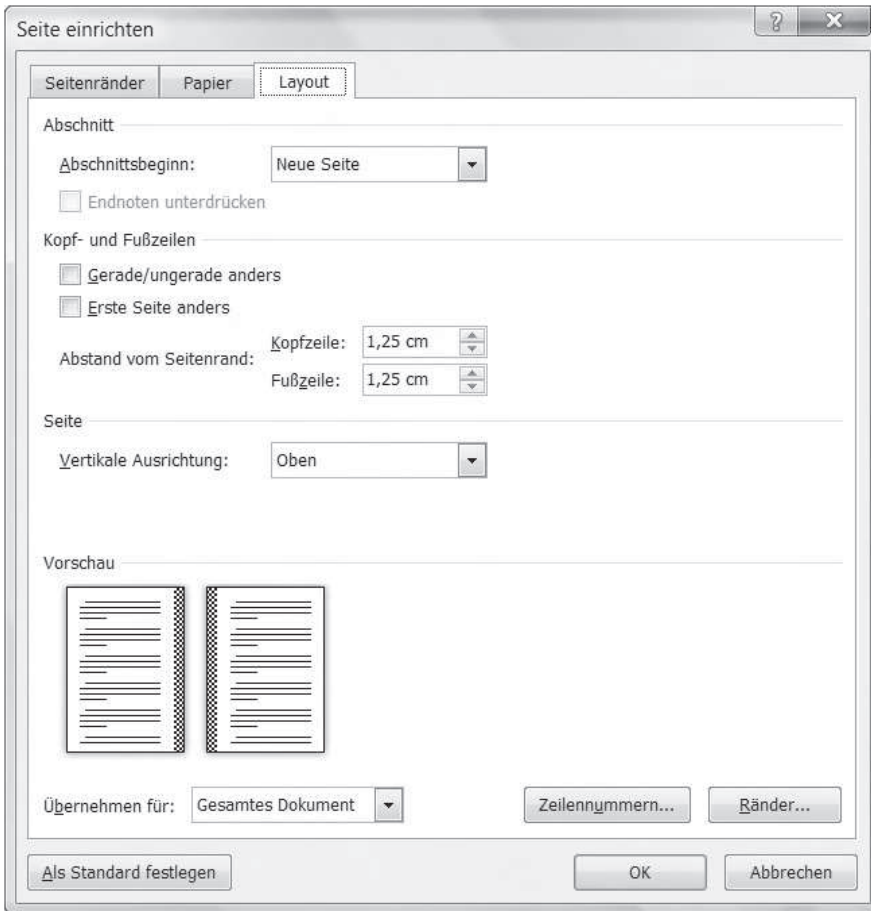 Seite einrichten
Seitenränder Papier Layout
Abschnitt
Abschnittsbeginn: Neue Seite
Endnoten unterdrücken
Kopf- und Fußzeilen
Gerade/ungerade anders
Erste Seite anders
Abstand vom Seitenrand:
Kopfzeile: 1,25 cm
Fußzeile: 1,25 cm
Seite
Vertikale Ausrichtung: Oben
Vorschau
Übernehmen für: Gesamtes Dokument Zeilennummern... Ränder...
Als Standard festlegen OK Abbrechen